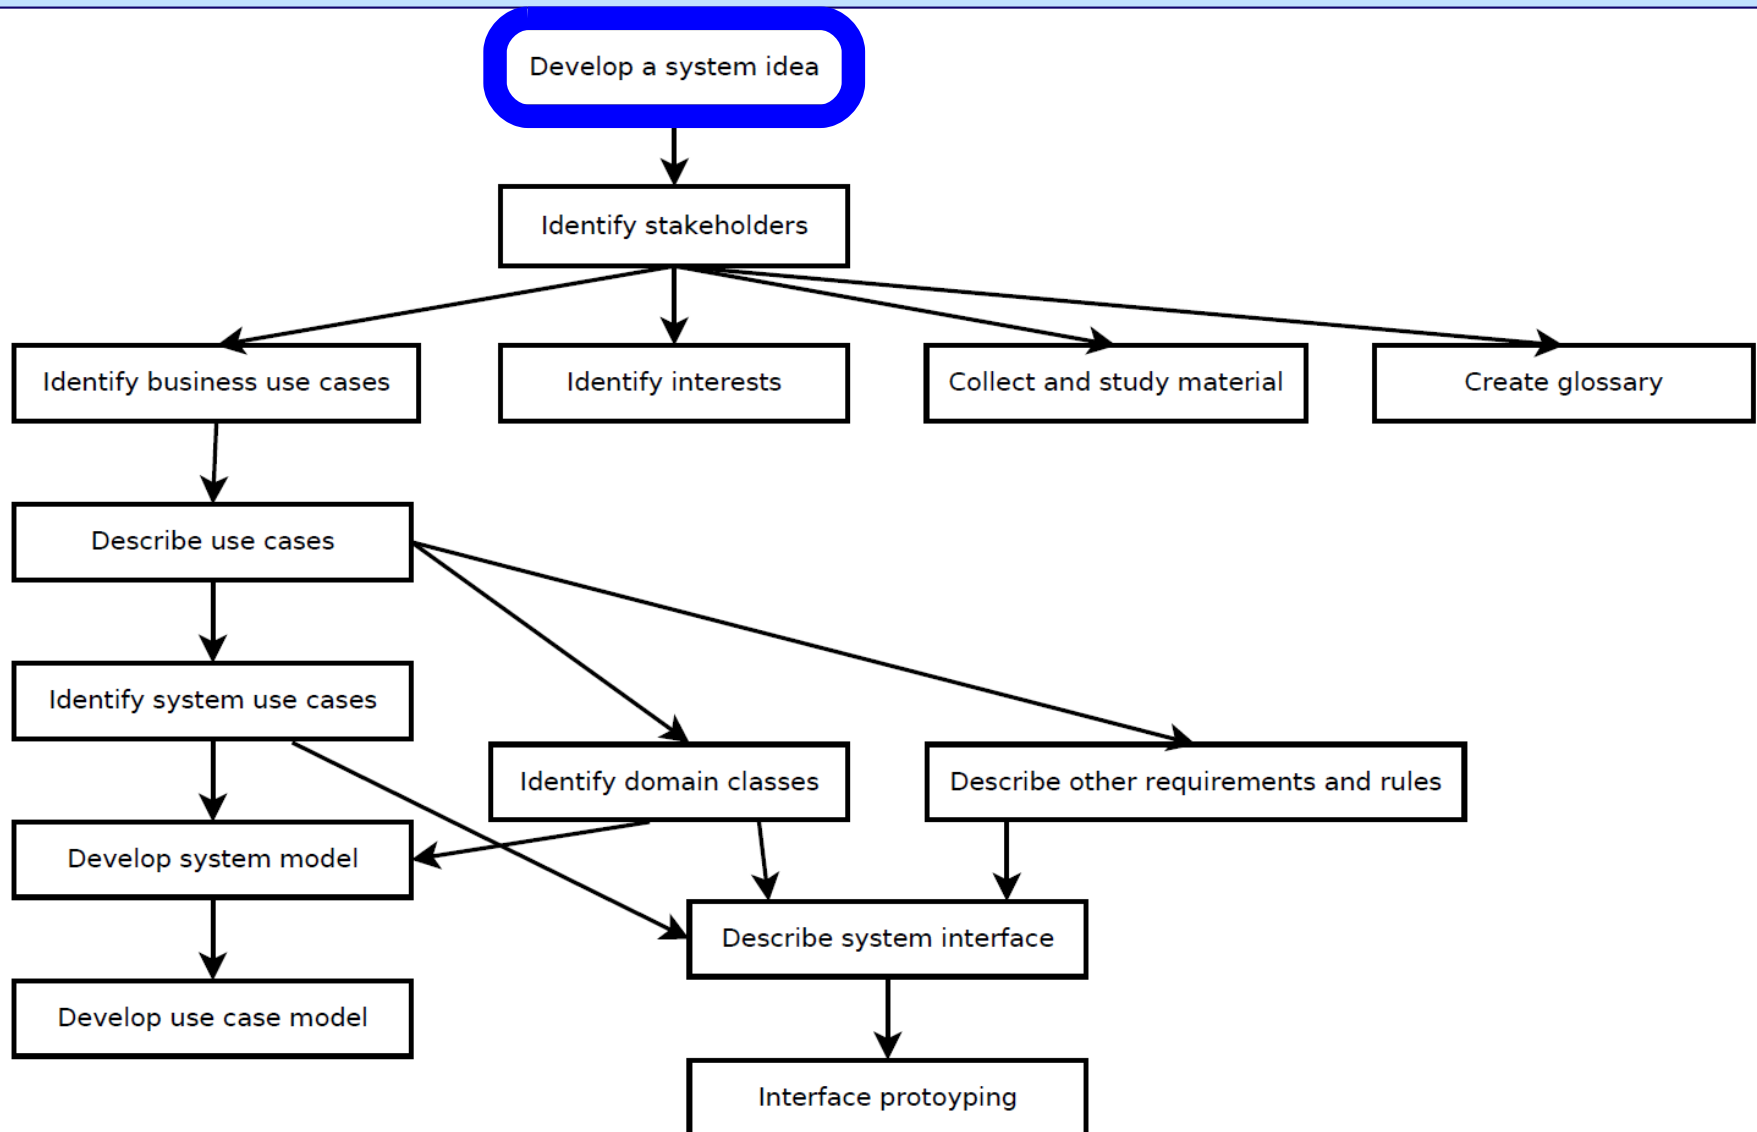 Develop a system idea
Identify stakeholders
Identify business use cases
Identify interests
Collect and study material
Create glossary
Describe use cases
Identify system use cases
Identify domain classes
Describe other requirements and rules
Develop system model
Describe system interface
Develop use case model
Interface protoyping